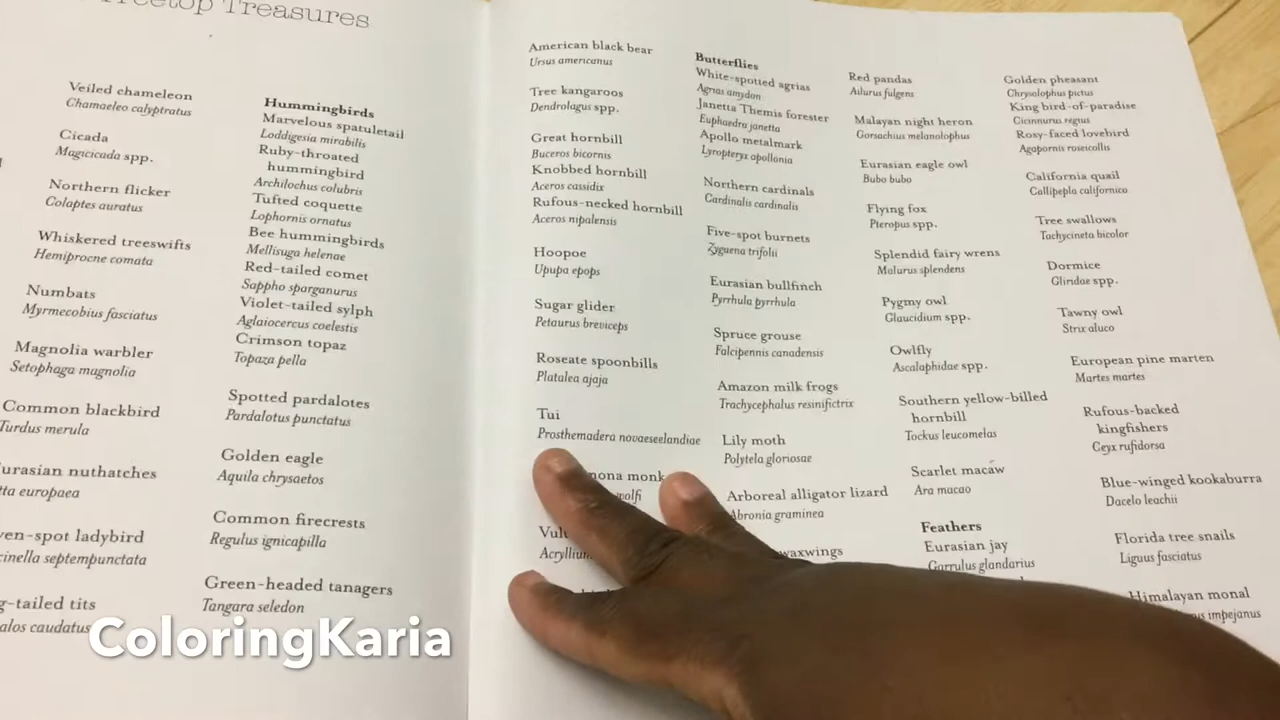 Treetop Treasures
Veiled chameleon
Chamaeleo calyptratus
Cicada
Magicicada spp.
Northern flicker
Colaptes auratus
Whiskered treeswifts
Hemiprocne comata
Numbats
Myrmecobius fasciatus
Magnolia warbler
Setophaga magnolia
Common blackbird
Turdus merula
urasian nuthatches
ta europaea
ven-spot ladybird
cinella septempunctata
g-tailed tits
alos caudatus
Hummingbirds
Marvelous spatuletail
Loddigesia mirabilis
Ruby-throated
hummingbird
Archilochus colubris
Tufted coquette
Lophornis ornatus
Bee hummingbirds
Mellisuga helenae
Red-tailed comet
Sappho sparganurus
Violet-tailed sylph
Aglaiocercus coelestis
Crimson topaz
Topaza pella
Spotted pardalotes
Pardalotus punctatus
Golden eagle
Aquila chrysaetos
Common firecrests
Regulus ignicapilla
Green-headed tanagers
Tangara seledon
American black bear
Ursus americanus
Tree kangaroos
Dendrolagus spp.
Great hornbill
Buceros bicornis
Knobbed hornbill
Aceros cassidix
Rufous-necked hornbill
Aceros nipalensis
Hoopoe
Upupa epops
Sugar glider
Petaurus breviceps
Roseate spoonbills
Platalea ajaja
Tui
Prosthemadera novaeseelandiae
mona monk
wolfi
Vul
Acryllium
Butterflies
White-spotted agrias
Agrias amydon
Janetta Themis forester
Euphaedra janetta
Apollo metalmark
Lyropteryx apollonia
Northern cardinals
Cardinalis cardinalis
Five-spot burnets
Zygaena trifolii
Eurasian bullfinch
Pyrrhula pyrrhula
Spruce grouse
Falcipennis canadensis
Amazon milk frogs
Trachycephalus resinifictrix
Lily moth
Polytela gloriosae
Arboreal alligator lizard
Abronia graminea
waxwings
Red pandas
Ailurus fulgens
Malayan night heron
Gorsachius melanolophus
Eurasian eagle owl
Bubo bubo
Flying fox
Pteropus spp.
Splendid fairy wrens
Malurus splendens
Pygmy owl
Glaucidium spp.
Owlfly
Ascalaphidae spp.
Southern yellow-billed
hornbill
Tockus leucomelas
Scarlet macaw
Ara macao
Feathers
Eurasian jay
Garrulus glandarius
Golden pheasant
Chrysolophus pictus
King bird-of-paradise
Cicinnurus regius
Rosy-faced lovebird
Agapornis roseicollis
California quail
Callipepla californica
Tree swallows
Tachycineta bicolor
Dormice
Gliridae spp.
Tawny owl
Strix aluco
European pine marten
Martes martes
Rufous-backed
kingfishers
Ceyx rufidorsa
Blue-winged kookaburra
Dacelo leachii
Florida tree snails
Liguus fasciatus
Himalayan monal
us impejanus
ColoringKaria